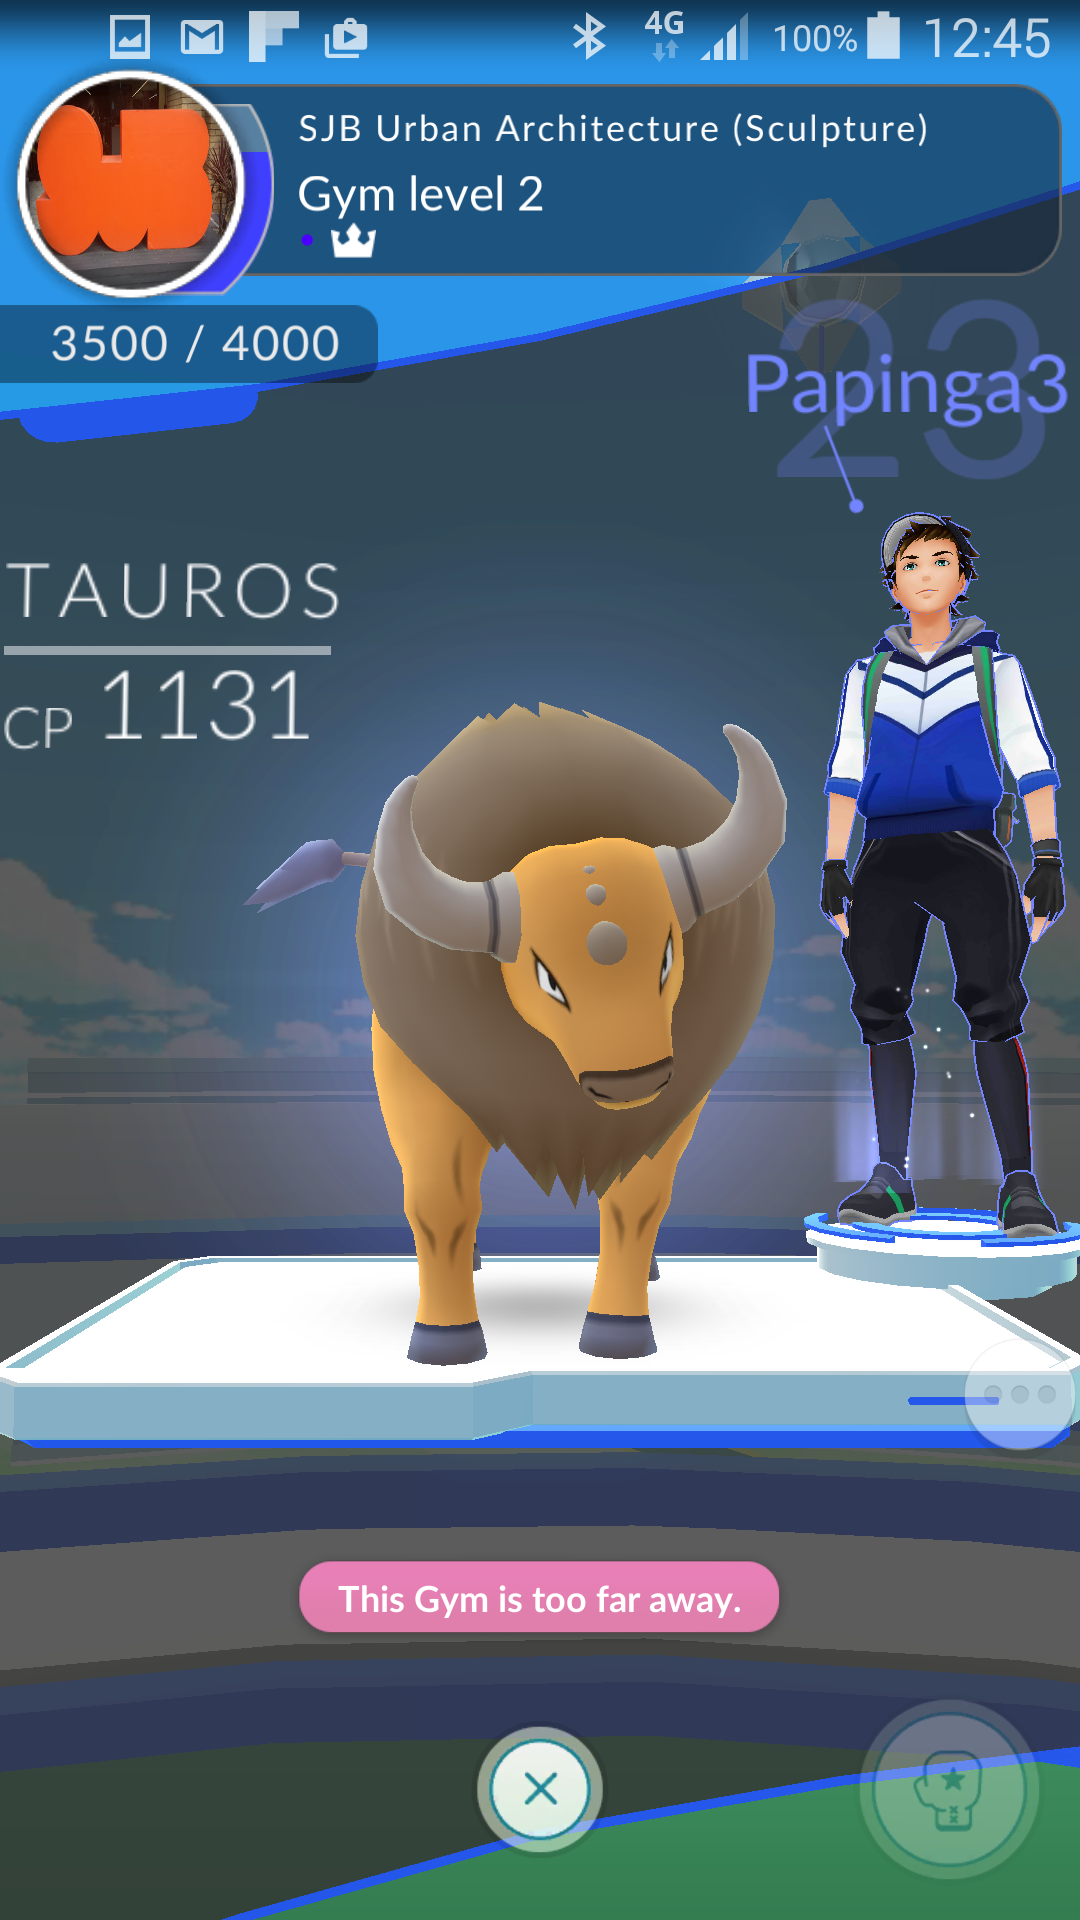 4G 100% 12:45
SJB Urban Architecture (Sculpture)
Gym level 2
3500 / 4000
23
Papinga3
TAUROS
CP 1131
This Gym is too far away.
SJB